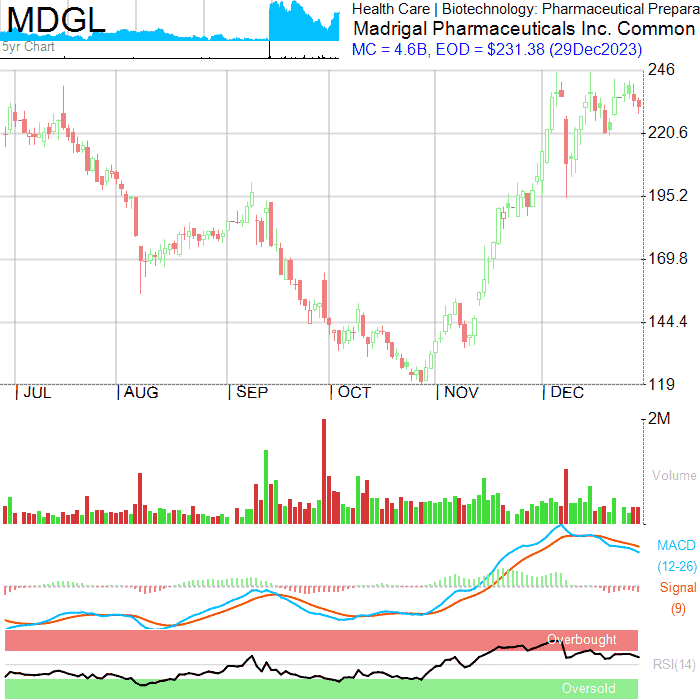 MDGL
5yr Chart
Health Care | Biotechnology: Pharmaceutical Prepara
Madrigal Pharmaceuticals Inc. Common
MC = 4.6B, EOD = $231.38 (29Dec2023)
246
220.6
195.2
169.8
144.4
119
JUL AUG SEP OCT NOV DEC
2M
Volume
MACD
(12-26)
Signal
(9)
Overbought
RSI(14)
Oversold